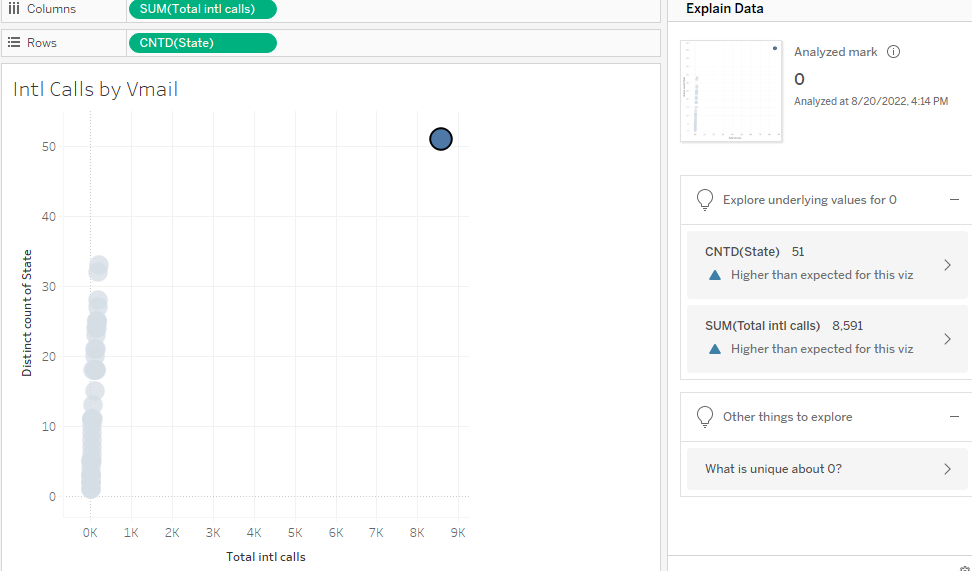 Columns
SUM(Total intl calls)
Rows
CNTD(State)
Intl Calls by Vmail
Distinct count of State
50
40
30
20
10
0
0K 1K 2K 3K 4K 5K 6K 7K 8K 9K
Total intl calls
Explain Data
Analyzed mark
0
Analyzed at 8/20/2022, 4:14 PM
Explore underlying values for 0
CNTD(State) 51
Higher than expected for this viz
SUM(Total intl calls) 8,591
Higher than expected for this viz
Other things to explore
What is unique about 0?